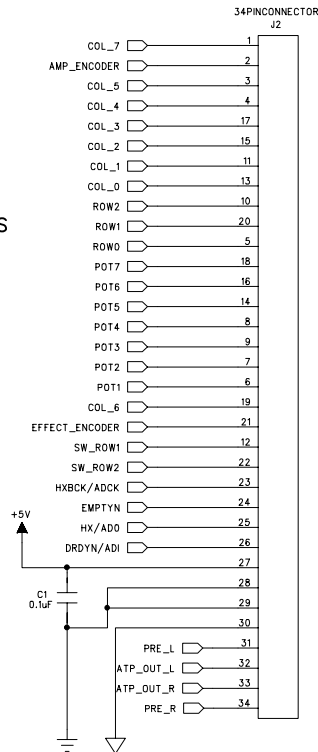 34PINCONNECTOR
J2
COL_7 1
AMP_ENCODER 2
COL_5 3
COL_4 4
COL_3 17
COL_2 15
COL_1 11
COL_0 13
ROW2 10
S
ROW1 20
ROW0 5
POT7 18
POT6 16
POT5 14
POT4 8
POT3 9
POT2 7
POT1 6
COL_6 19
EFFECT_ENCODER 21
SW_ROW1 12
SW_ROW2 22
HXBCK/ADCK 23
EMPTYN 24
+5V
HX/ADO 25
DRDYN/ADI 26
27
28
C1
0.1uF
29
30
PRE_L 31
ATP_OUT_L 32
ATP_OUT_R 33
PRE_R 34